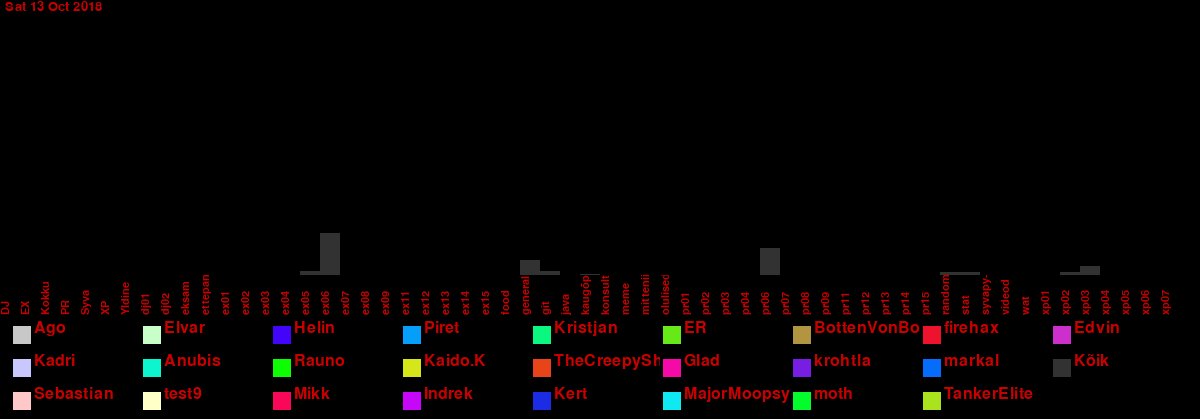 Sat 13 Oct 2018
DJ
EX
Kokku
PR
Syva
XP
Yldine
dj01
dj02
eksam
ettepan
ex01
ex02
ex03
ex04
ex05
ex06
ex07
ex08
ex09
ex11
ex12
ex13
ex14
ex15
food
general
git
java
kaugõp
konsult
meme
mittenii
olulised
pr01
pr02
pr03
pr04
pr05
pr06
pr07
pr08
pr09
pr11
pr12
pr13
pr14
pr15
random
stat
syvapy-
videod
wat
xp01
xp02
xp03
xp04
xp05
xp06
xp07
Ago Elvar Helin Piret Kristjan ER BottenVonBo firehax Edvin
Kadri Anubis Rauno Kaido.K TheCreepySh Glad krohtla markal Kõik
Sebastian test9 Mikk Indrek Kert MajorMoopsy moth TankerElite